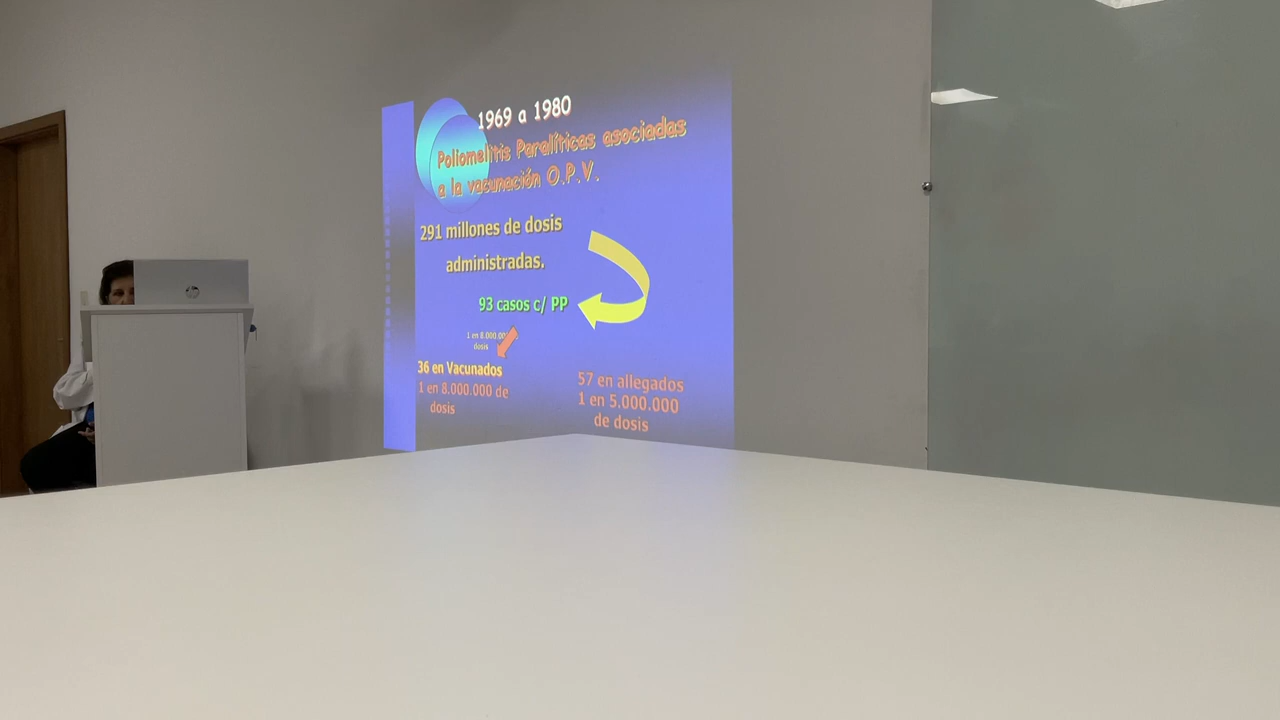 1969 a 1980
Poliomelitis Paralíticas asociadas
a la vacunación O.P.V.
291 millones de dosis
administradas.
93 casos c/ PP
1 en 8.000.00
dosis
36 en Vacunados
1 en 8.000.000 de
dosis
57 en allegados
1 en 5.000.000
de dosis
hp